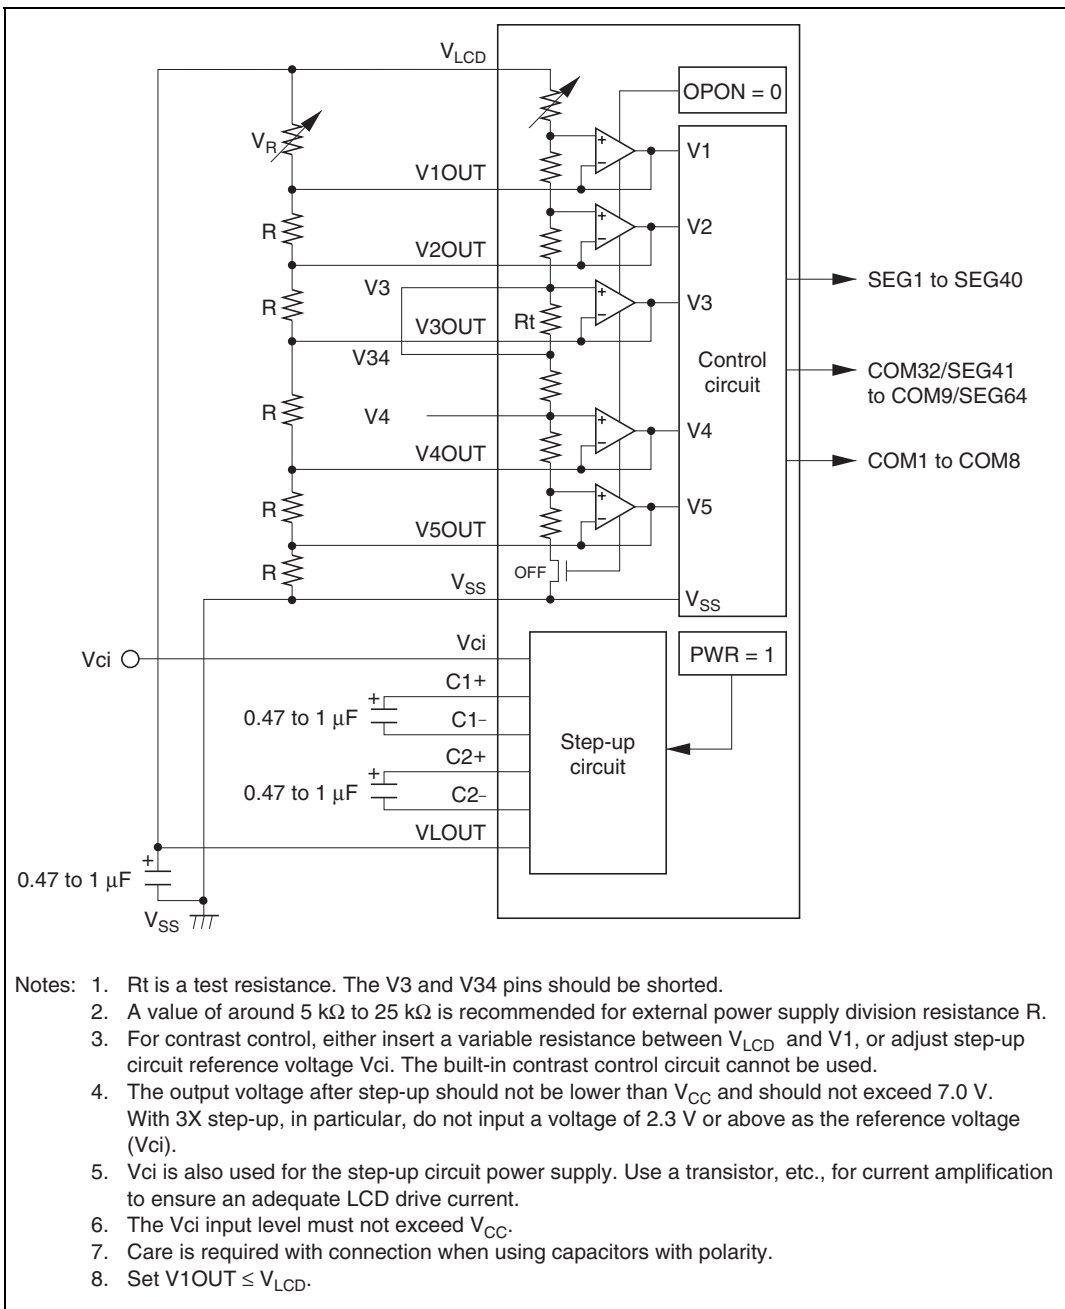 V_LCD
OPON = 0
V_R
V1OUT
V1
R
V2OUT
V2
V3
R
V3OUT
Rt
V3
V34
SEG1 to SEG40
Control
circuit
COM32/SEG41
to COM9/SEG64
R
V4
V4OUT
V4
COM1 to COM8
R
V5OUT
V5
R
OFF
V_SS
V_SS
Vci
Vci
PWR = 1
C1+
+
0.47 to 1 µF
C1–
Step-up
circuit
C2+
+
0.47 to 1 µF
C2–
VLOUT
+
0.47 to 1 µF
V_SS
+
–
+
–
+
–
+
–
+
–
Notes: 1. Rt is a test resistance. The V3 and V34 pins should be shorted.
2. A value of around 5 kΩ to 25 kΩ is recommended for external power supply division resistance R.
3. For contrast control, either insert a variable resistance between V_LCD and V1, or adjust step-up
circuit reference voltage Vci. The built-in contrast control circuit cannot be used.
4. The output voltage after step-up should not be lower than V_CC and should not exceed 7.0 V.
With 3X step-up, in particular, do not input a voltage of 2.3 V or above as the reference voltage
(Vci).
5. Vci is also used for the step-up circuit power supply. Use a transistor, etc., for current amplification
to ensure an adequate LCD drive current.
6. The Vci input level must not exceed V_CC.
7. Care is required with connection when using capacitors with polarity.
8. Set V1OUT ≤ V_LCD.